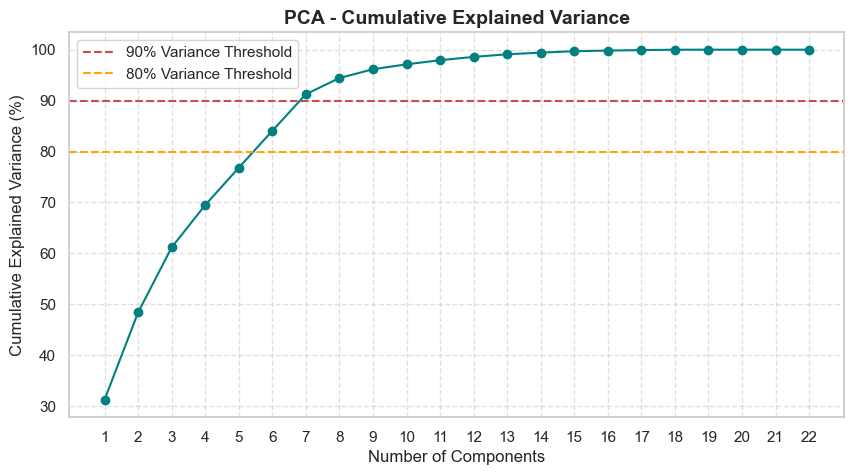 PCA - Cumulative Explained Variance
90% Variance Threshold
80% Variance Threshold
Cumulative Explained Variance (%)
100
90
80
70
60
50
40
30
1 2 3 4 5 6 7 8 9 10 11 12 13 14 15 16 17 18 19 20 21 22
Number of Components